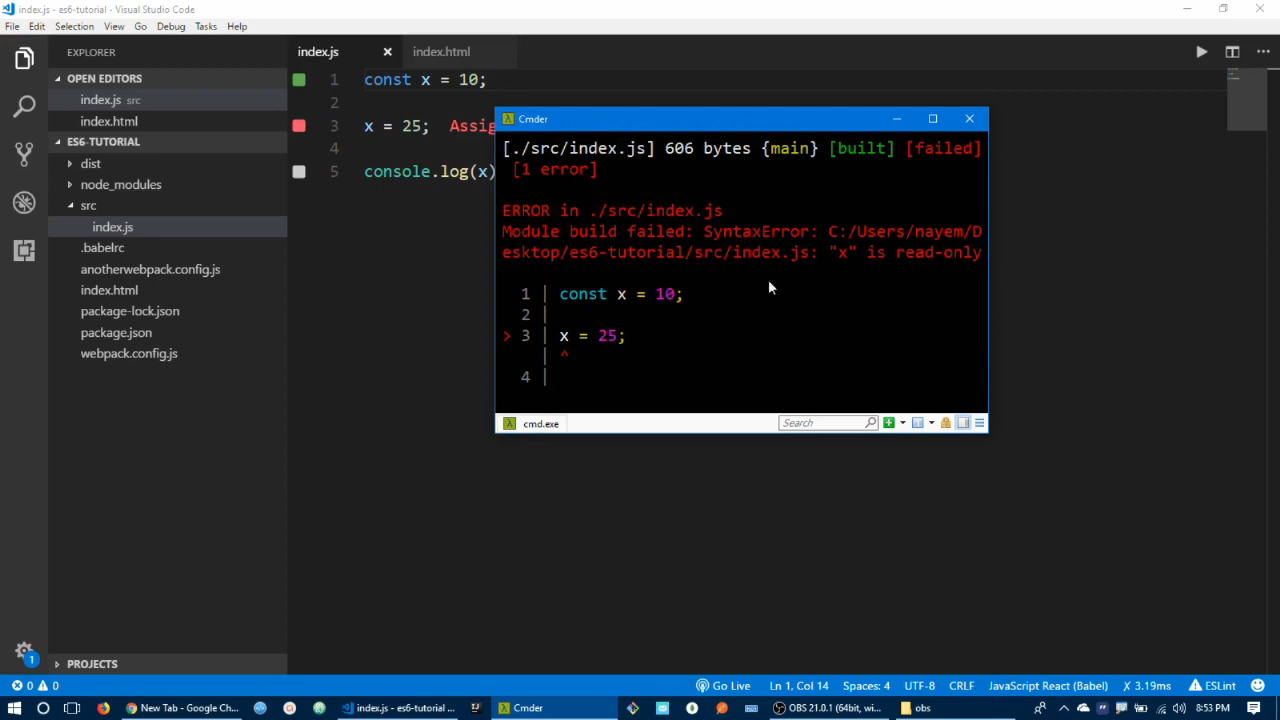 index.js - es6-tutorial - Visual Studio Code
File Edit Selection View Go Debug Tasks Help
EXPLORER
OPEN EDITORS
index.js src
index.html
ES6-TUTORIAL
dist
node_modules
src
index.js
.babelrc
anotherwebpack.config.js
index.html
package-lock.json
package.json
webpack.config.js
PROJECTS
index.js index.html
1 const x = 10;
2
3 x = 25; Assig
4
5 console.log(x)
Cmder
[./src/index.js] 606 bytes {main} [built] [failed]
[1 error]
ERROR in ./src/index.js
Module build failed: SyntaxError: C:/Users/nayem/D
esktop/es6-tutorial/src/index.js: "x" is read-only
1 | const x = 10;
2 |
> 3 | x = 25;
| ^
4 |
cmd.exe Search
1
0 0 Go Live Ln 1, Col 14 Spaces: 4 UTF-8 CRLF JavaScript React (Babel) X 3.19ms ESLint
New Tab - Google Ch... index.js - es6-tutorial ... Cmder OBS 21.0.1 (64bit, wi... obs 8:53 PM